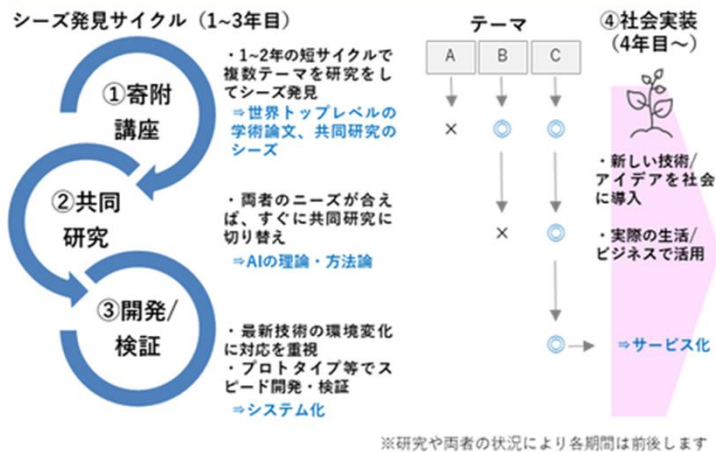 シーズ発見サイクル（1~3年目）
①寄附
講座
・1~2年の短サイクルで
複数テーマを研究をし
てシーズ発見
⇒世界トップレベルの
学術論文、共同研究の
シーズ
②共同
研究
・両者のニーズが合え
ば、すぐに共同研究に
切り替え
⇒AIの理論・方法論
③開発/
検証
・最新技術の環境変化
に対応を重視
・プロトタイプ等でス
ピード開発・検証
⇒システム化
テーマ
A B C
× ◎ ◎
× ◎
◎
④社会実装
（4年目～）
・新しい技術/
アイデアを社会
に導入
・実際の生活/
ビジネスで活用
⇒サービス化
※研究や両者の状況により各期間は前後します